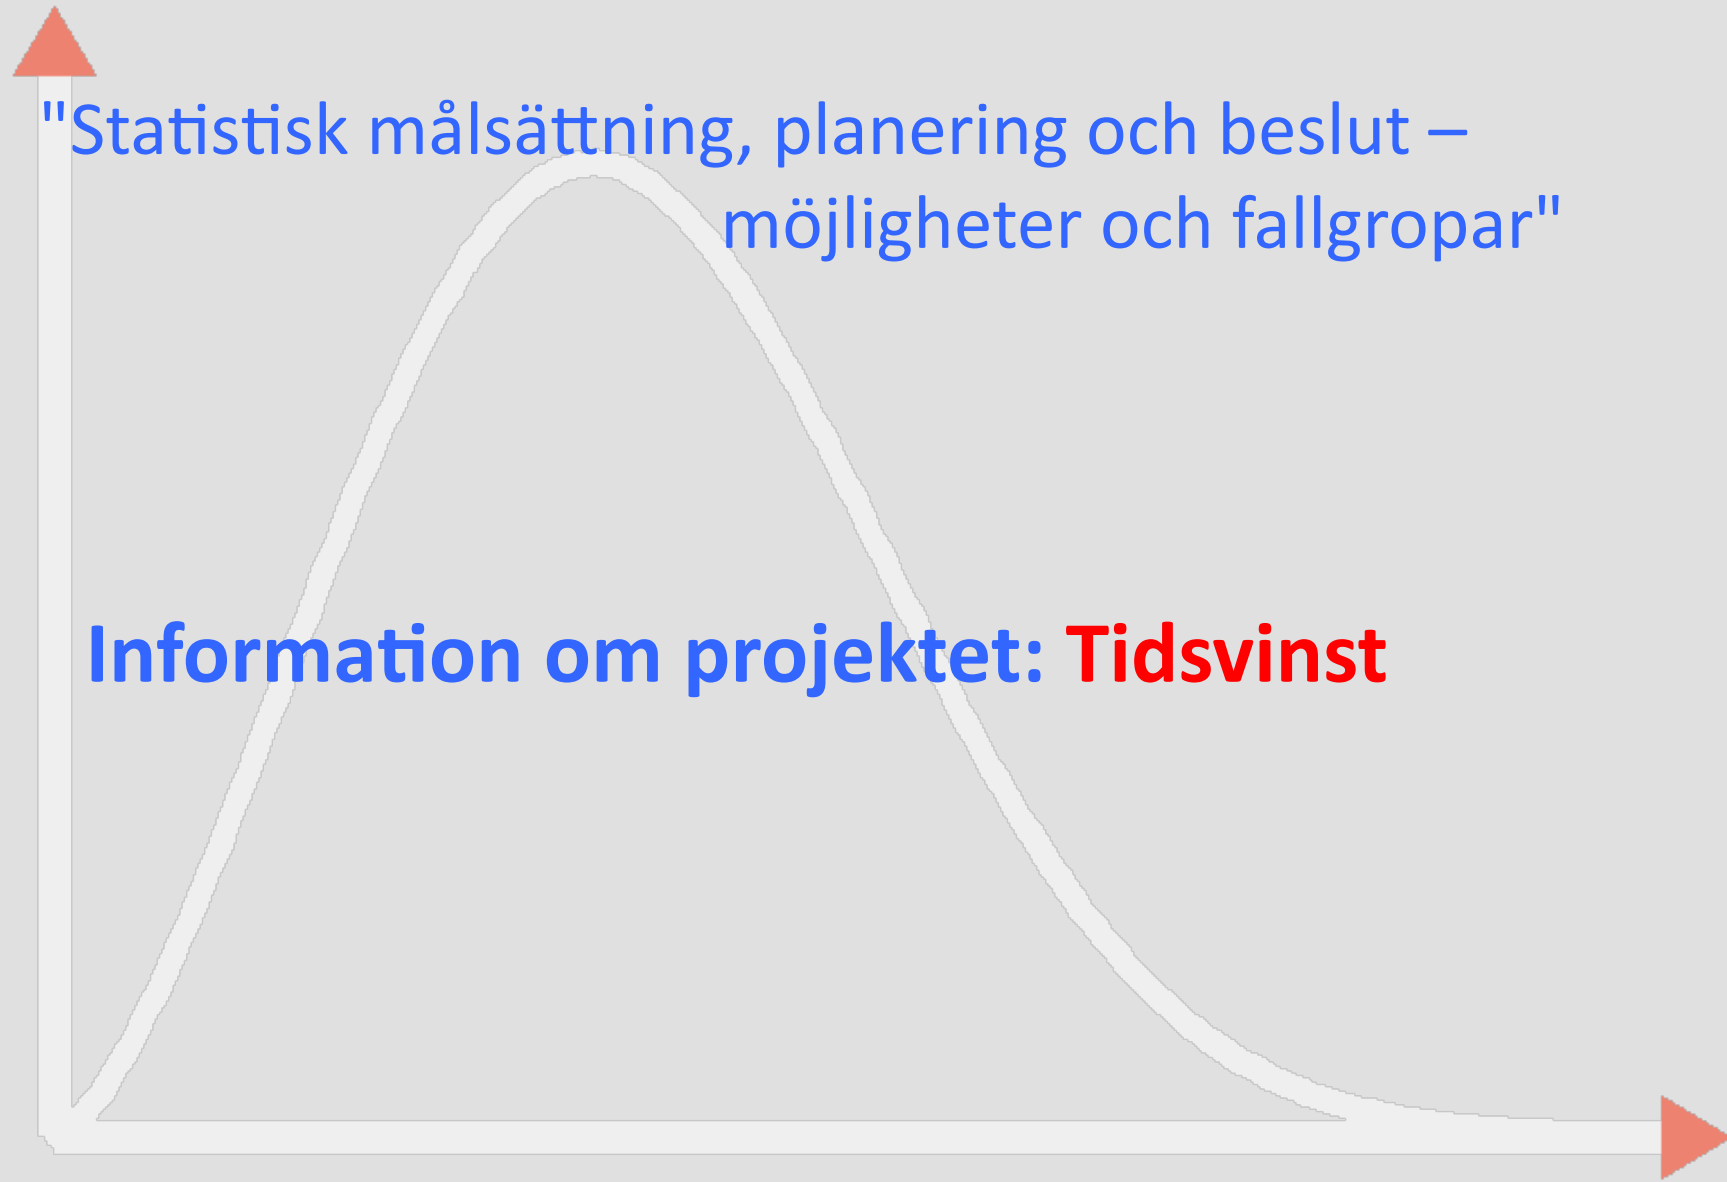 "Statistisk målsättning, planering och beslut –
möjligheter och fallgropar"
Information om projektet: Tidsvinst